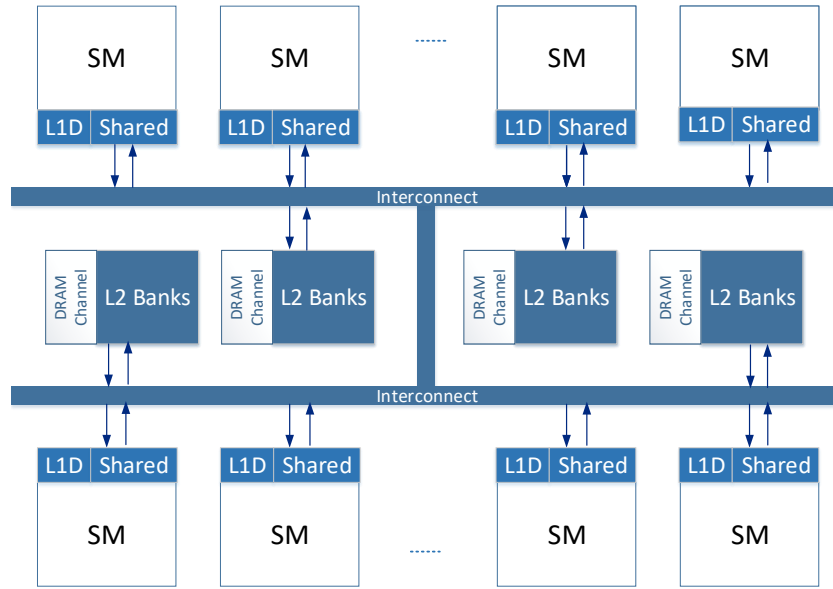 SM SM ...... SM SM
L1D Shared L1D Shared L1D Shared L1D Shared
Interconnect
DRAM Channel L2 Banks DRAM Channel L2 Banks DRAM Channel L2 Banks DRAM Channel L2 Banks
Interconnect
L1D Shared L1D Shared L1D Shared L1D Shared
SM SM ...... SM SM